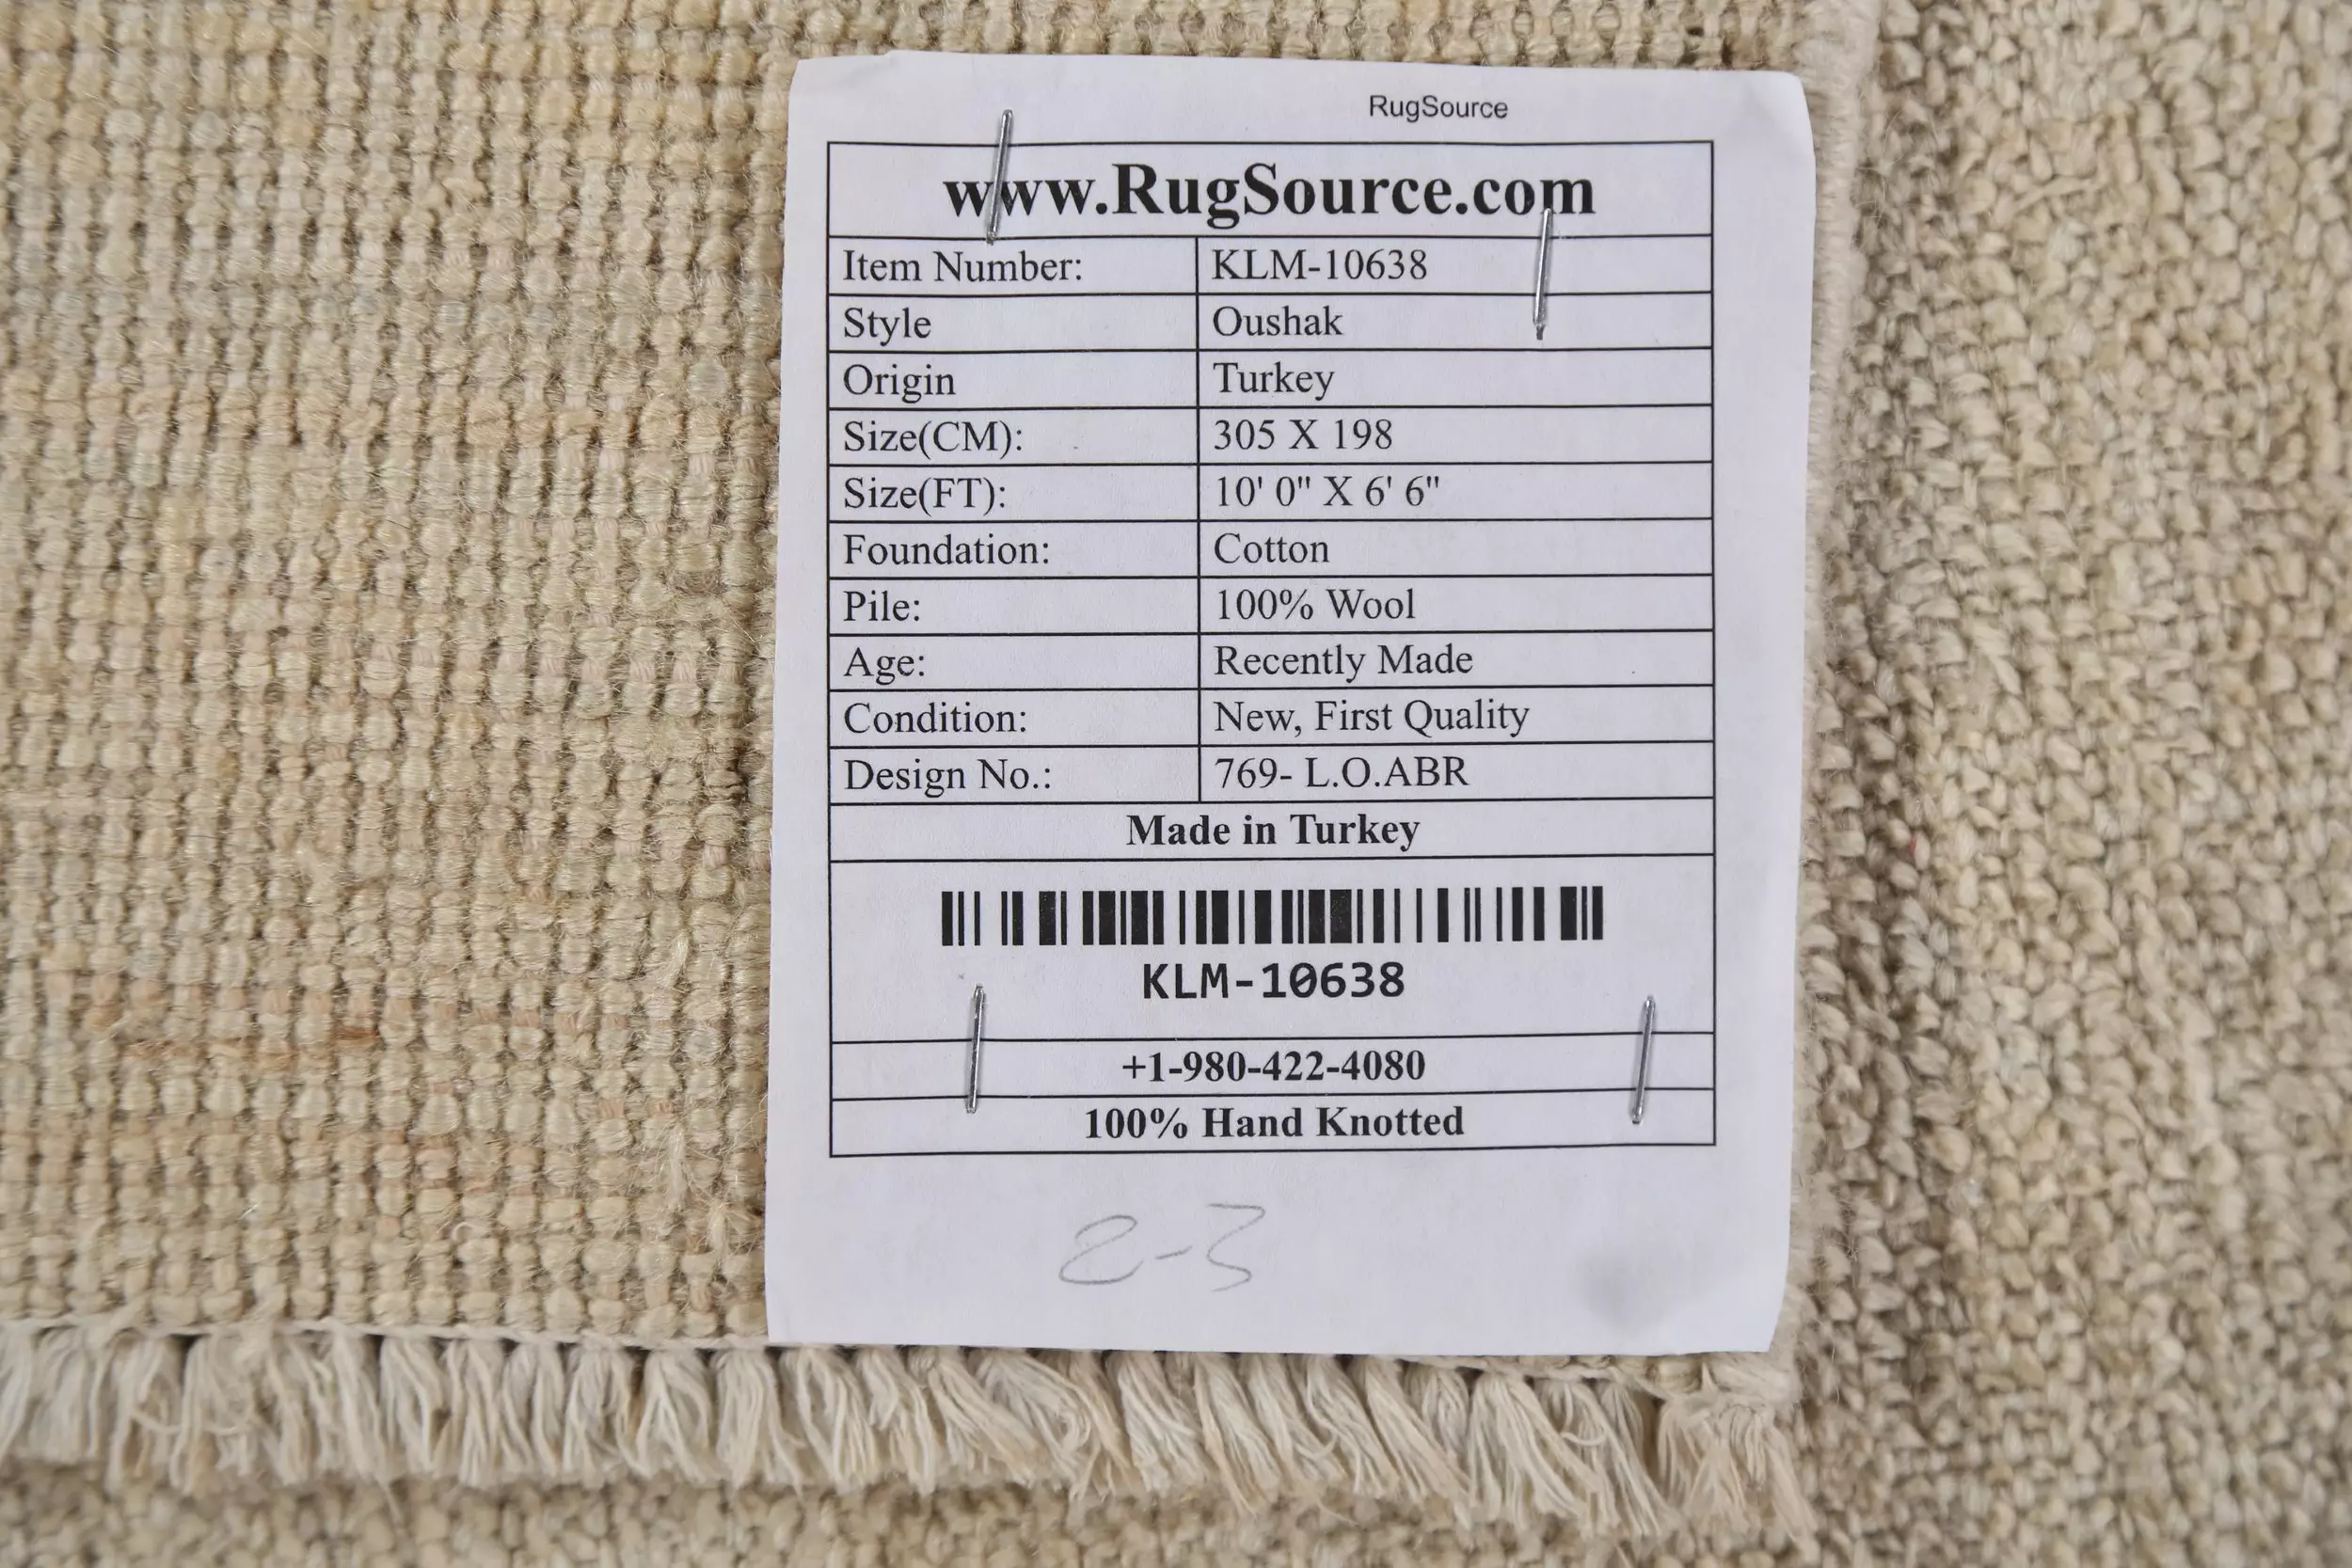 RugSource
www.RugSource.com
Item Number: KLM-10638
Style Oushak
Origin Turkey
Size(CM): 305 X 198
Size(FT): 10' 0" X 6' 6"
Foundation: Cotton
Pile: 100% Wool
Age: Recently Made
Condition: New, First Quality
Design No.: 769- L.O.ABR
Made in Turkey
KLM-10638
+1-980-422-4080
100% Hand Knotted
2-3